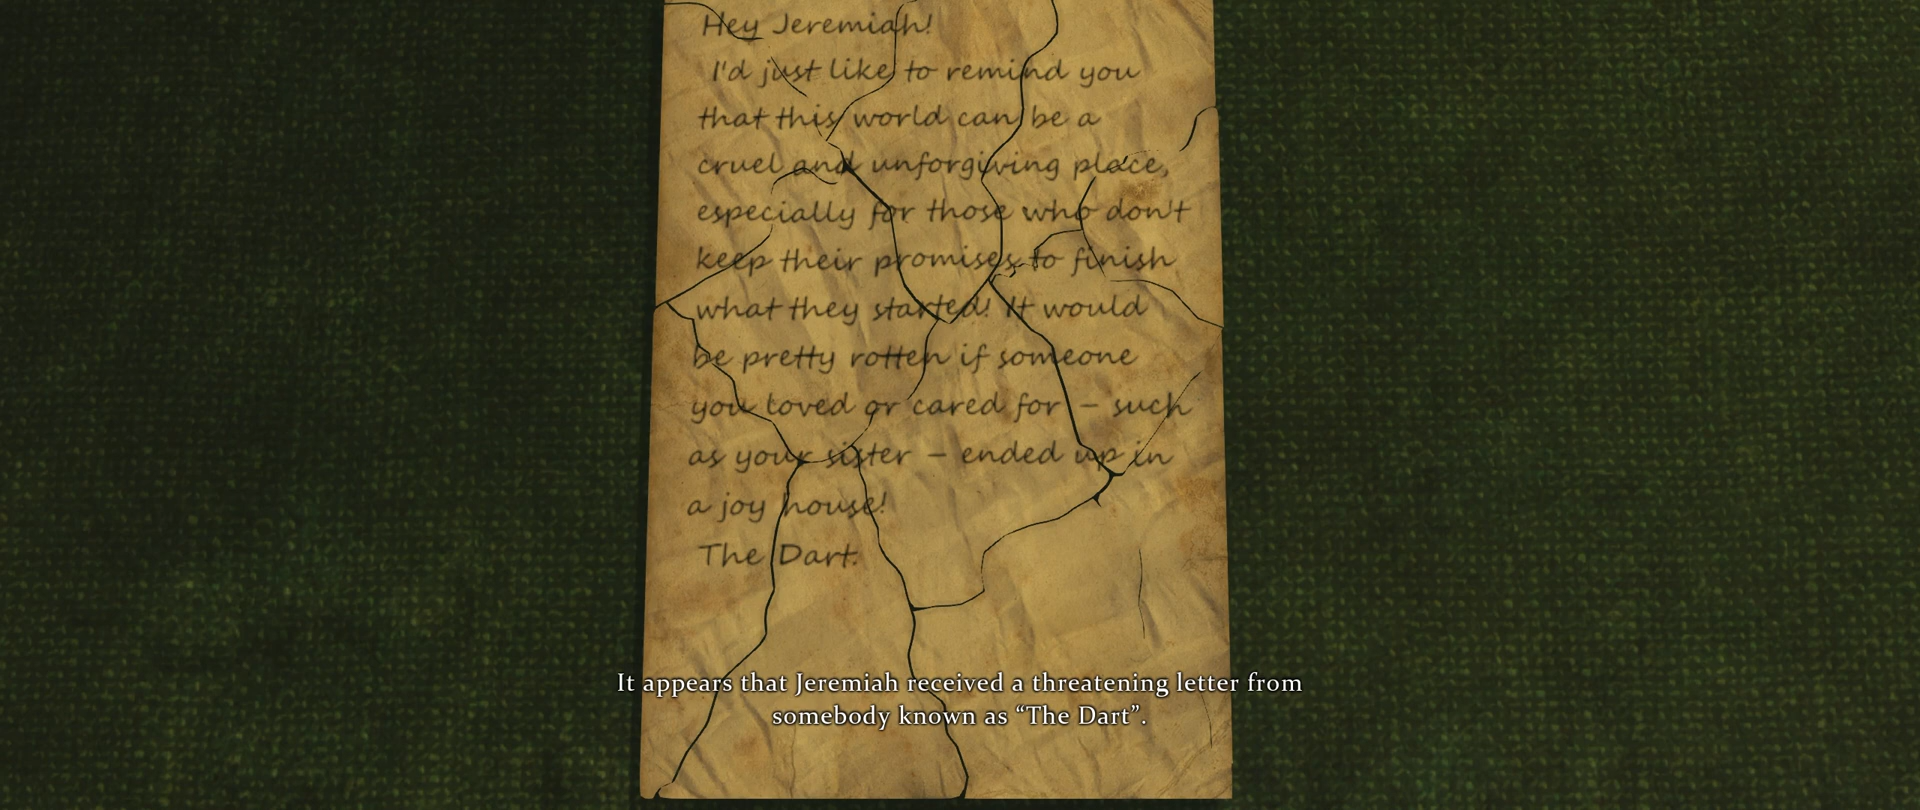 Hey Jeremiah!
I'd just like to remind you
that this world can be a
cruel and unforgiving place,
especially for those who don't
keep their promises to finish
what they started! It would
be pretty rotten if someone
you loved or cared for – such
as your sister – ended up in
a joy house!
The Dart.
It appears that Jeremiah received a threatening letter from
somebody known as “The Dart”.